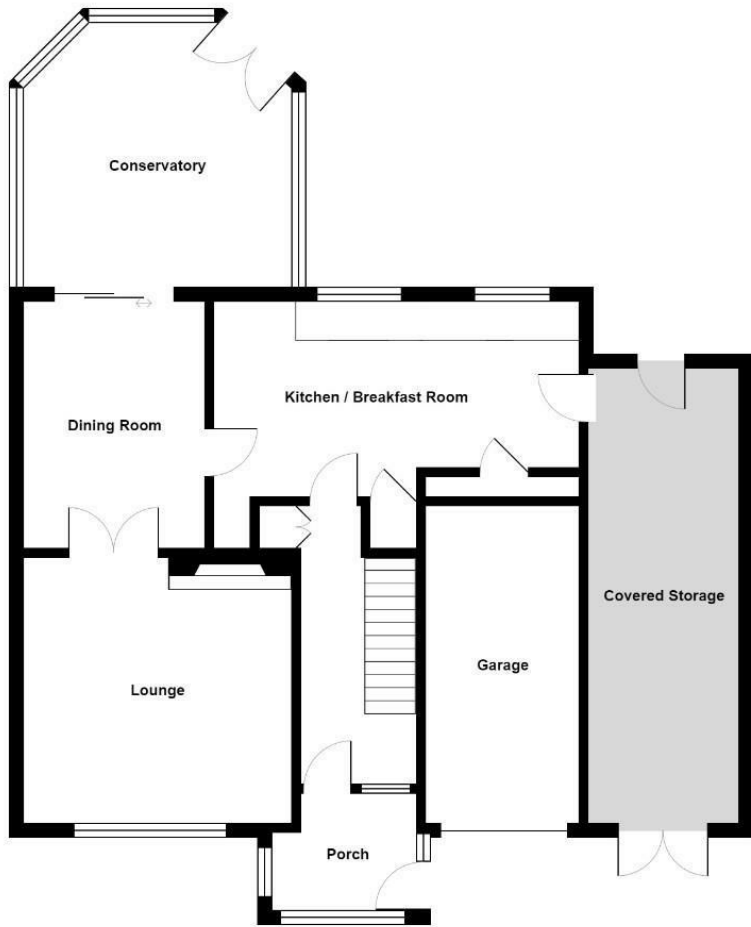 Conservatory
Kitchen / Breakfast Room
Dining Room
Covered Storage
Garage
Lounge
Porch